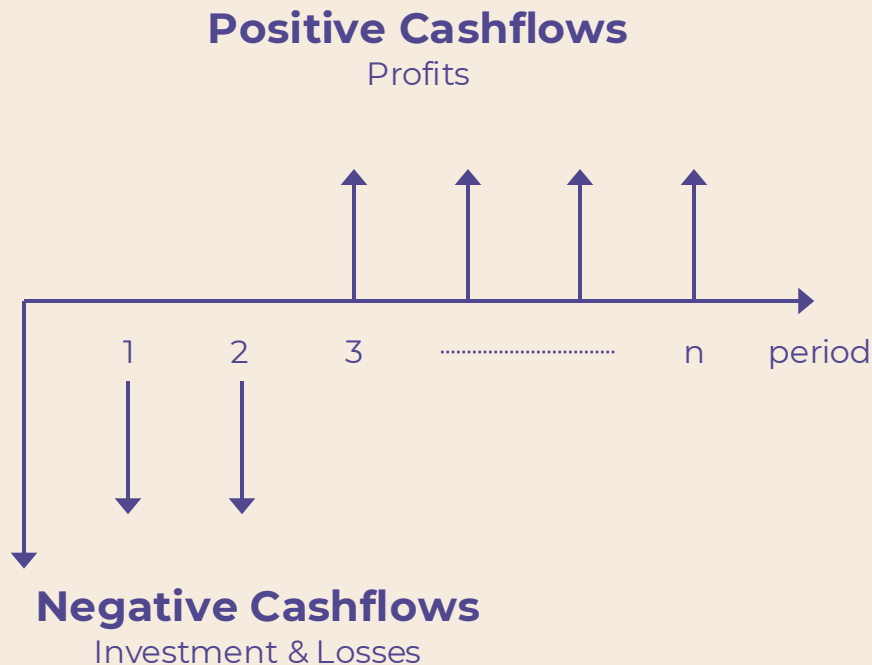 Positive Cashflows
Profits
1 2 3 n period
Negative Cashflows
Investment & Losses